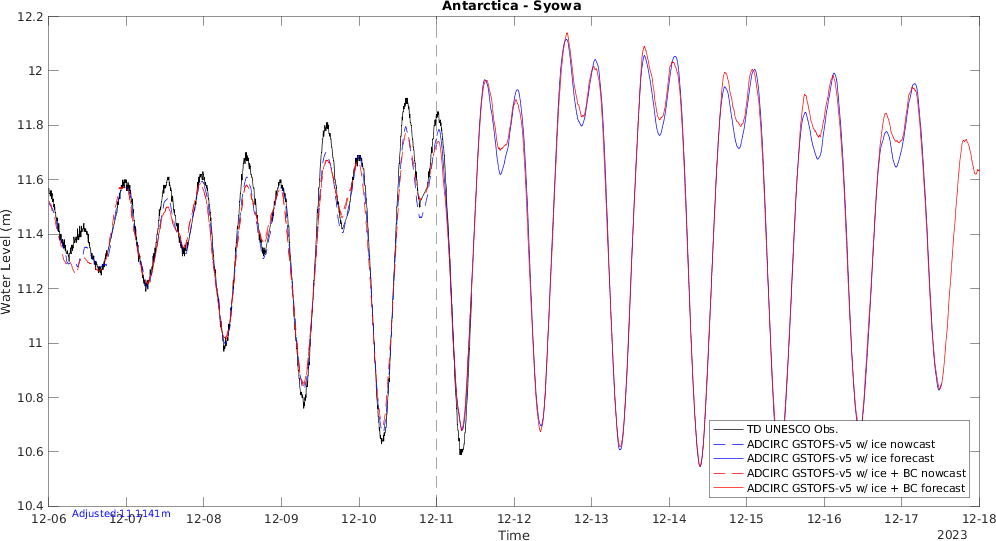 Antarctica - Syowa
12.2
12
11.8
11.6
11.4
11.2
11
10.8
10.6
10.4
Water Level (m)
TD UNESCO Obs.
ADCIRC GSTOFS-v5 w/ ice nowcast
ADCIRC GSTOFS-v5 w/ ice forecast
ADCIRC GSTOFS-v5 w/ ice + BC nowcast
ADCIRC GSTOFS-v5 w/ ice + BC forecast
Adjusted:11.1141m
12-06 12-07 12-08 12-09 12-10 12-11 12-12 12-13 12-14 12-15 12-16 12-17 12-18
Time
2023